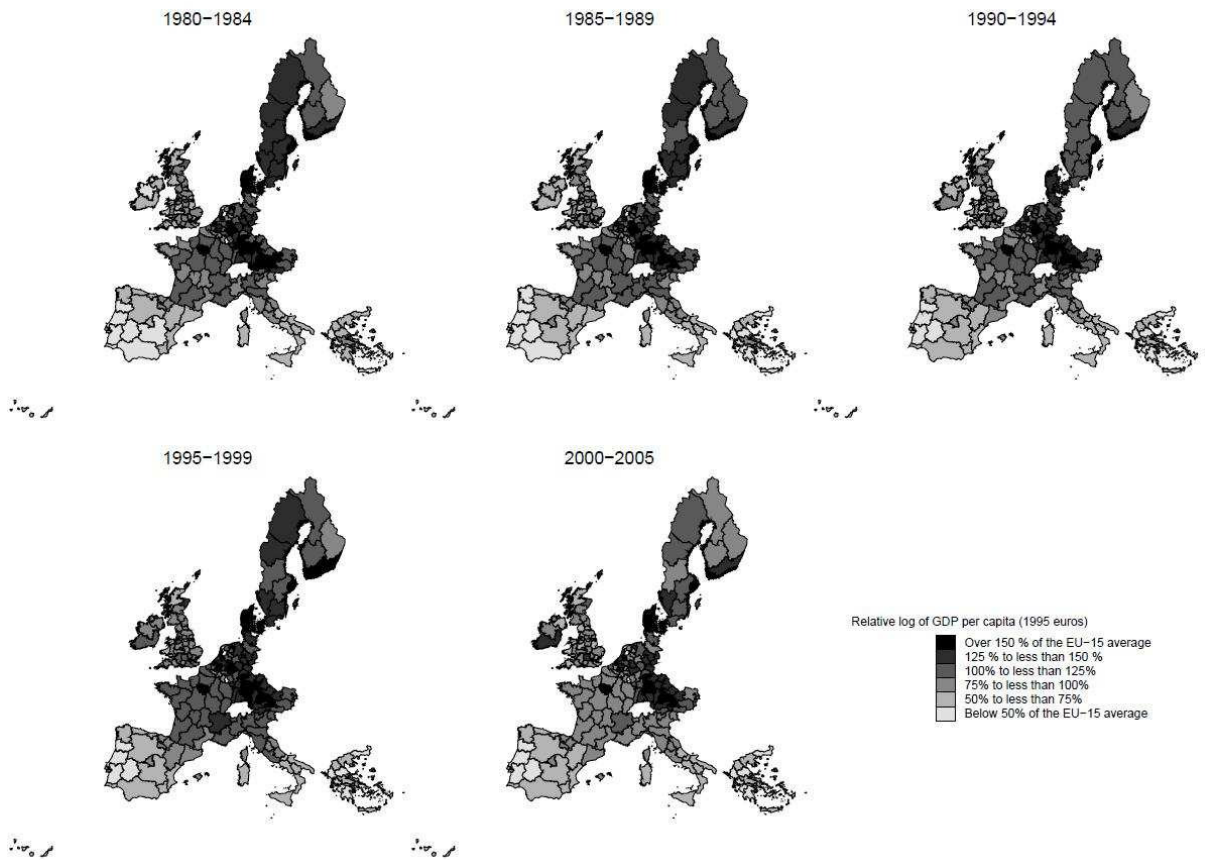 1980−1984
1985−1989
1990−1994
1995−1999
2000−2005
Relative log of GDP per capita (1995 euros)
Over 150 % of the EU−15 average
125 % to less than 150 %
100% to less than 125%
75% to less than 100%
50% to less than 75%
Below 50% of the EU−15 average